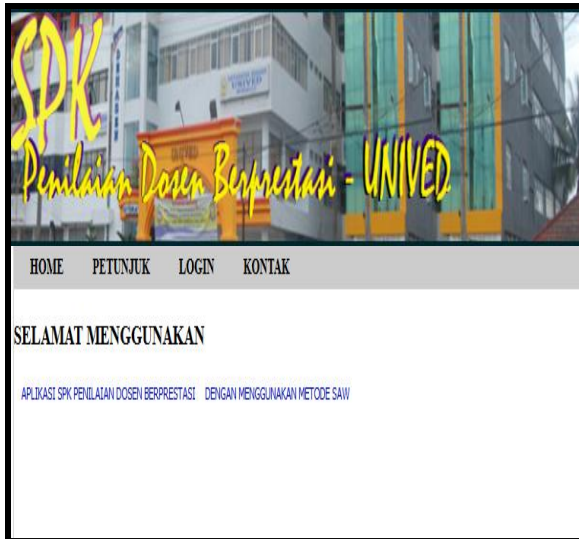 SPK
Penilaian Dosen Berprestasi - UNIVED
UNIVED
HOME PETUNJUK LOGIN KONTAK
SELAMAT MENGGUNAKAN
APLIKASI SPK PENILAIAN DOSEN BERPRESTASI DENGAN MENGGUNAKAN METODE SAW